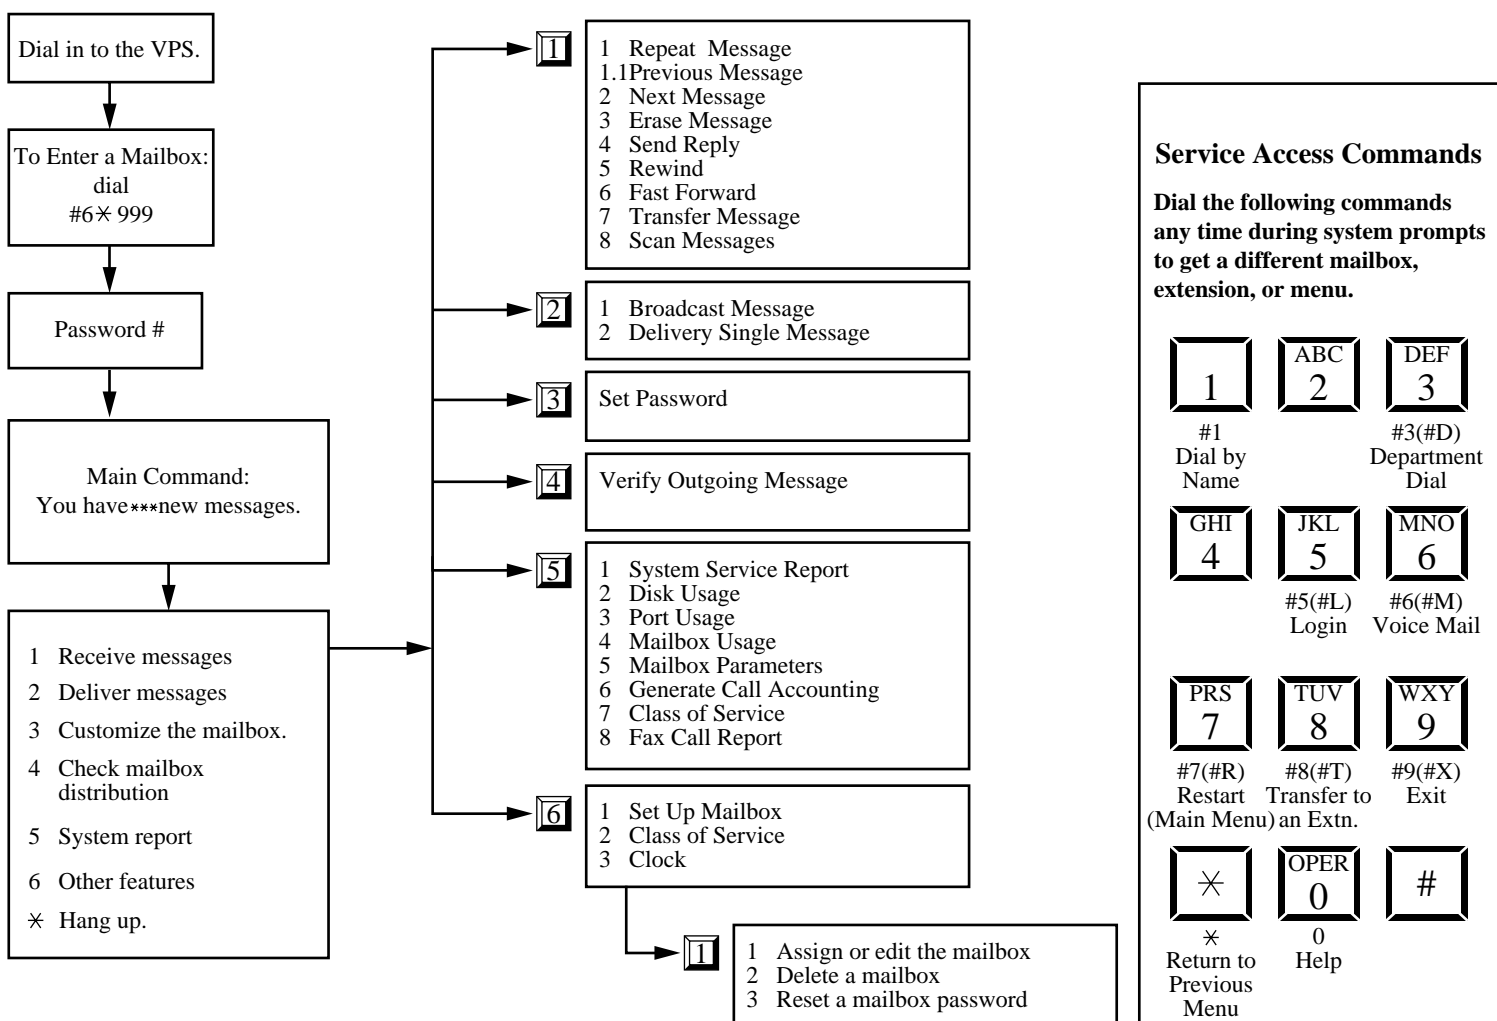 Dial in to the VPS.
To Enter a Mailbox:
dial
#6✳ 999
Password #
Main Command:
You have***new messages.
1 Receive messages
2 Deliver messages
3 Customize the mailbox.
4 Check mailbox
distribution
5 System report
6 Other features
✳ Hang up.
1
1 Repeat Message
1.1Previous Message
2 Next Message
3 Erase Message
4 Send Reply
5 Rewind
6 Fast Forward
7 Transfer Message
8 Scan Messages
2
1 Broadcast Message
2 Delivery Single Message
3
Set Password
4
Verify Outgoing Message
5
1 System Service Report
2 Disk Usage
3 Port Usage
4 Mailbox Usage
5 Mailbox Parameters
6 Generate Call Accounting
7 Class of Service
8 Fax Call Report
6
1 Set Up Mailbox
2 Class of Service
3 Clock
1
1 Assign or edit the mailbox
2 Delete a mailbox
3 Reset a mailbox password
Service Access Commands
Dial the following commands
any time during system prompts
to get a different mailbox,
extension, or menu.
1
#1
Dial by
Name
ABC
2
DEF
3
#3(#D)
Department
Dial
GHI
4
JKL
5
#5(#L)
Login
MNO
6
#6(#M)
Voice Mail
PRS
7
#7(#R)
Restart
(Main Menu)
TUV
8
#8(#T)
Transfer to
an Extn.
WXY
9
#9(#X)
Exit
✳
✳
Return to
Previous
Menu
OPER
0
0
Help
#